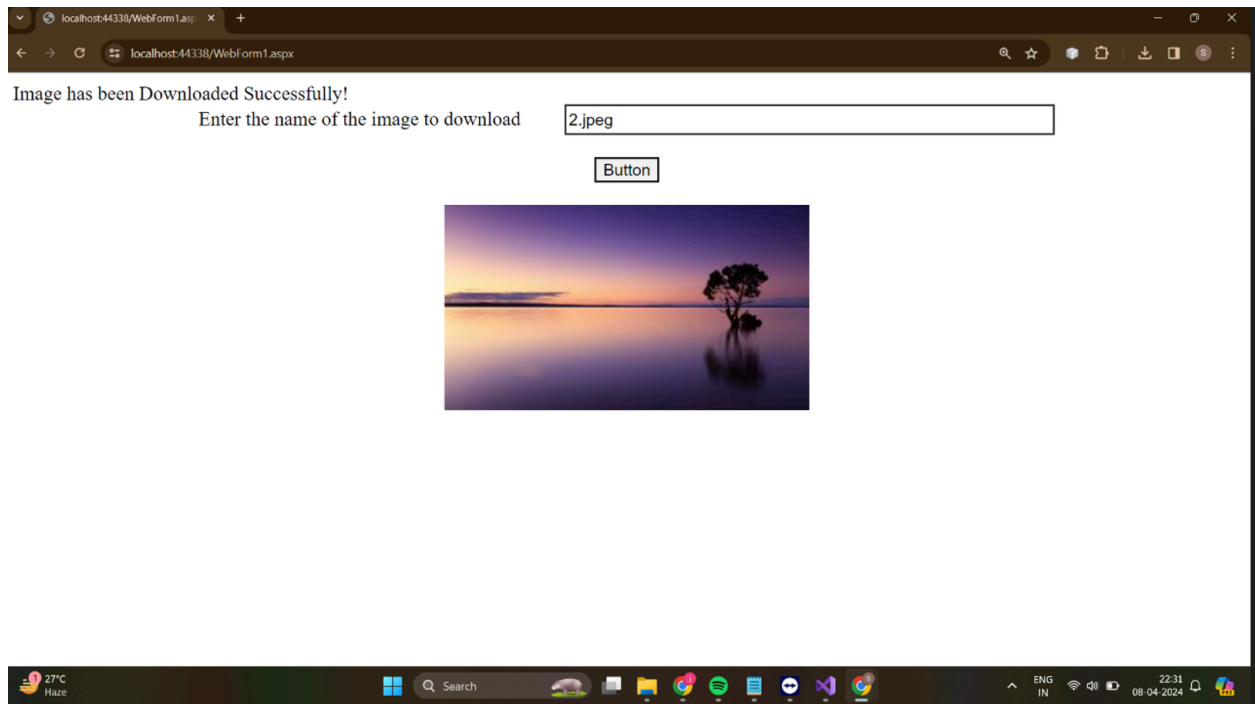 localhost:44338/WebForm1.asp
localhost:44338/WebForm1.aspx
S
Image has been Downloaded Successfully!
Enter the name of the image to download
2.jpeg
Button
1
27°C
Haze
Search
ENG
IN
22:31
08-04-2024